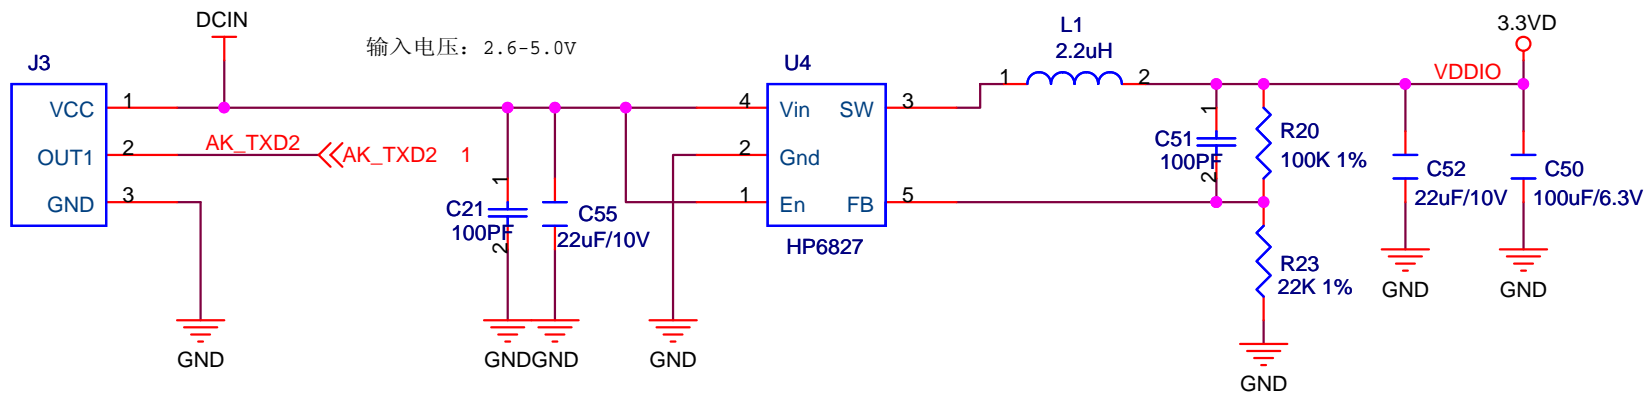 DCIN
输入电压：2.6-5.0V
J3
VCC 1
OUT1 2
GND 3
AK_TXD2
AK_TXD2 1
GND
1
C21
100PF
2
GND
C55
22uF/10V
GND
GND
U4
4 Vin SW 3
2 Gnd
1 En FB 5
HP6827
L1
2.2uH
1 2
1
C51
100PF
2
R20
100K 1%
R23
22K 1%
GND
VDDIO
3.3VD
C52
22uF/10V
GND
C50
100uF/6.3V
GND